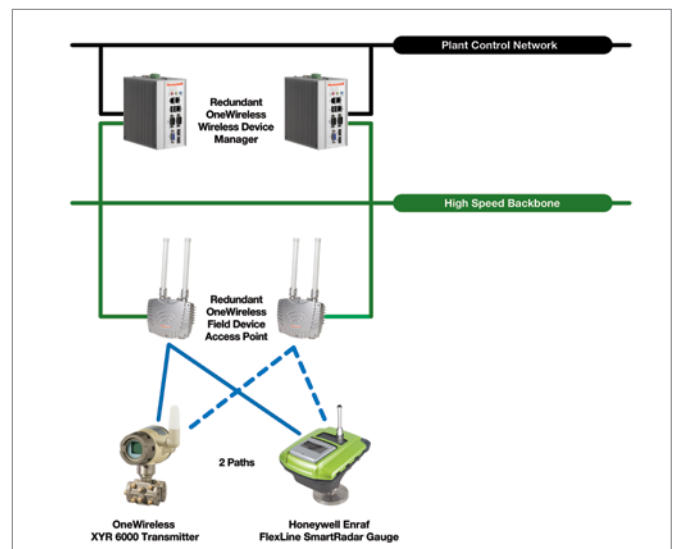 Plant Control Network
Redundant
OneWireless
Wireless Device
Manager
High Speed Backbone
Redundant
OneWireless
Field Device
Access Point
2 Paths
OneWireless
XYR 6000 Transmitter
Honeywell Enraf
FlexLine SmartRadar Gauge